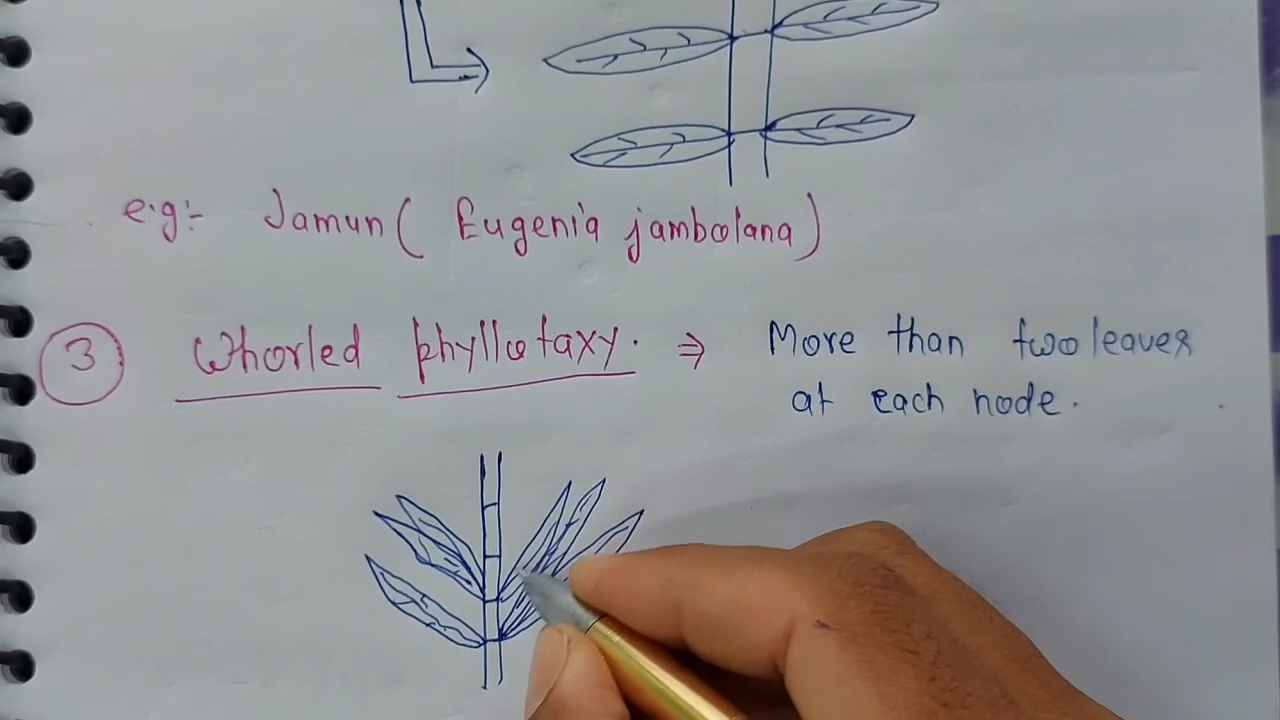 e.g:- Jamun ( Eugenia jambolana )
3 Whorled phyllotaxy. ⇒ More than two leaves
at each node.